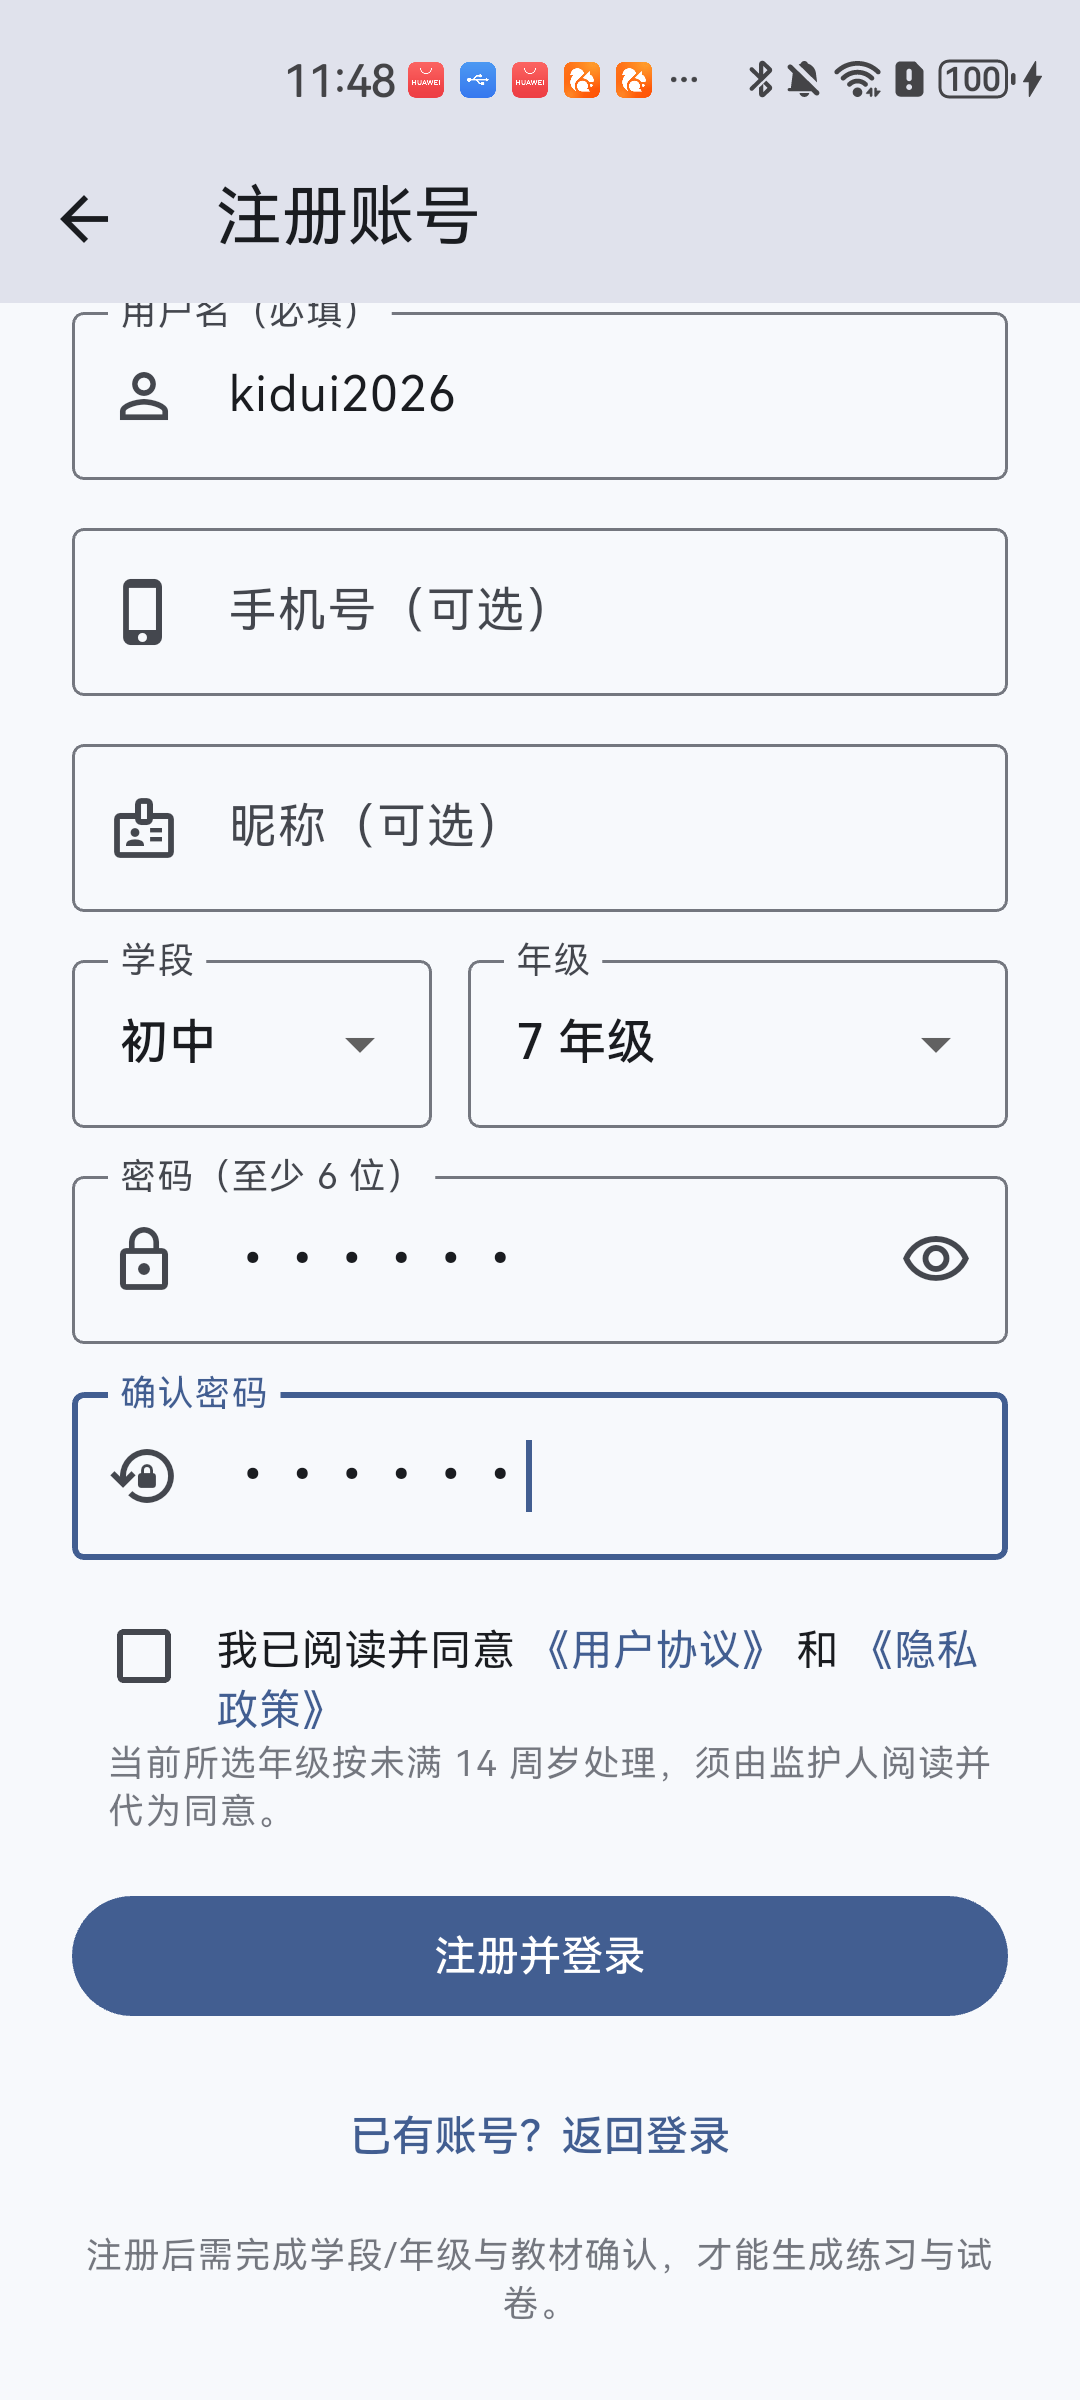 11:48
HUAWEI
HUAWEI
100
注册账号
用户名（必填）
kidui2026
手机号（可选）
昵称（可选）
学段
年级
初中
7 年级
密码（至少 6 位）
确认密码
我已阅读并同意 《用户协议》 和 《隐私
政策》
当前所选年级按未满 14 周岁处理，须由监护人阅读并
代为同意。
注册并登录
已有账号？返回登录
注册后需完成学段/年级与教材确认，才能生成练习与试
卷。